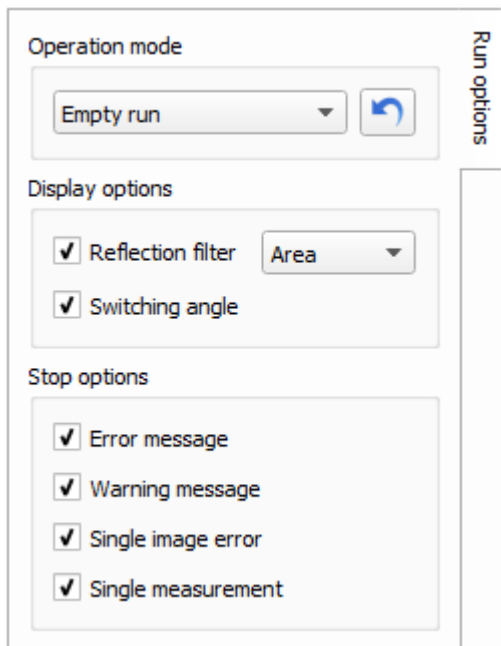 Operation mode
Empty run
Display options
Reflection filter
Area
Switching angle
Stop options
Error message
Warning message
Single image error
Single measurement
Run options